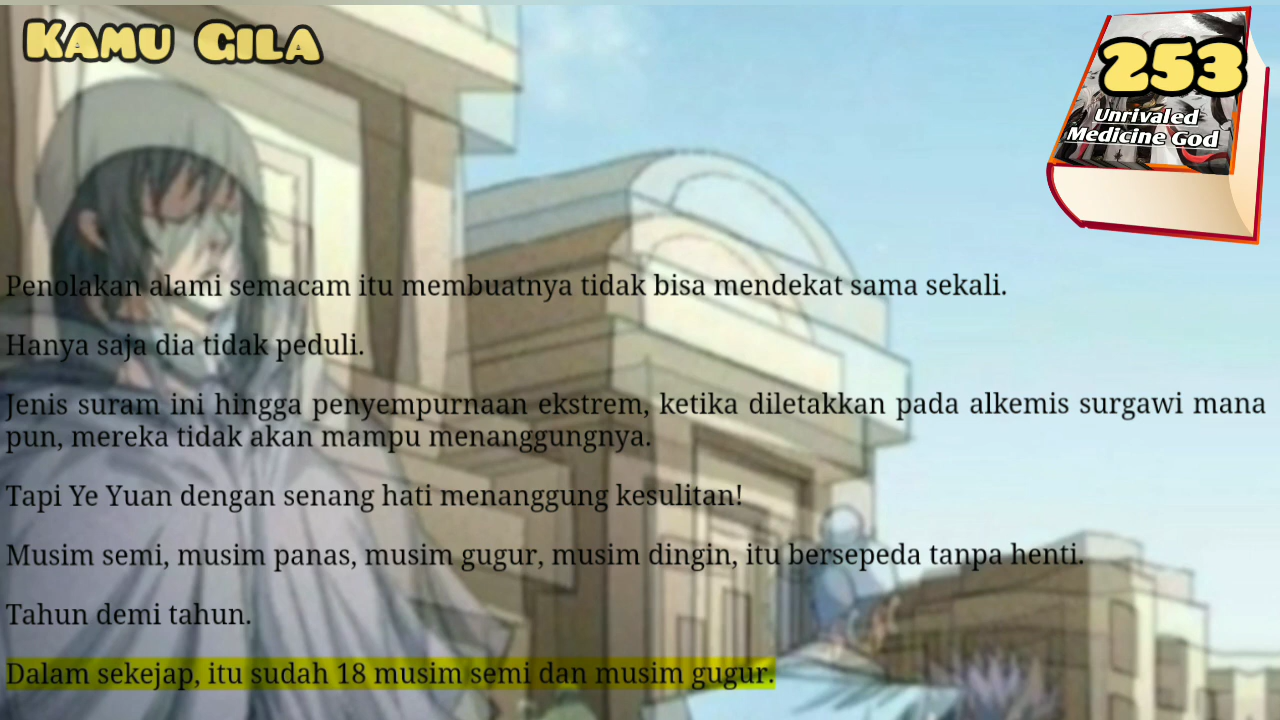 Kamu Gila
253
Unrivaled
Medicine God
Penolakan alami semacam itu membuatnya tidak bisa mendekat sama sekali.
Hanya saja dia tidak peduli.
Jenis suram ini hingga penyempurnaan ekstrem, ketika diletakkan pada alkemis surgawi mana
pun, mereka tidak akan mampu menanggungnya.
Tapi Ye Yuan dengan senang hati menanggung kesulitan!
Musim semi, musim panas, musim gugur, musim dingin, itu bersepeda tanpa henti.
Tahun demi tahun.
Dalam sekejap, itu sudah 18 musim semi dan musim gugur.